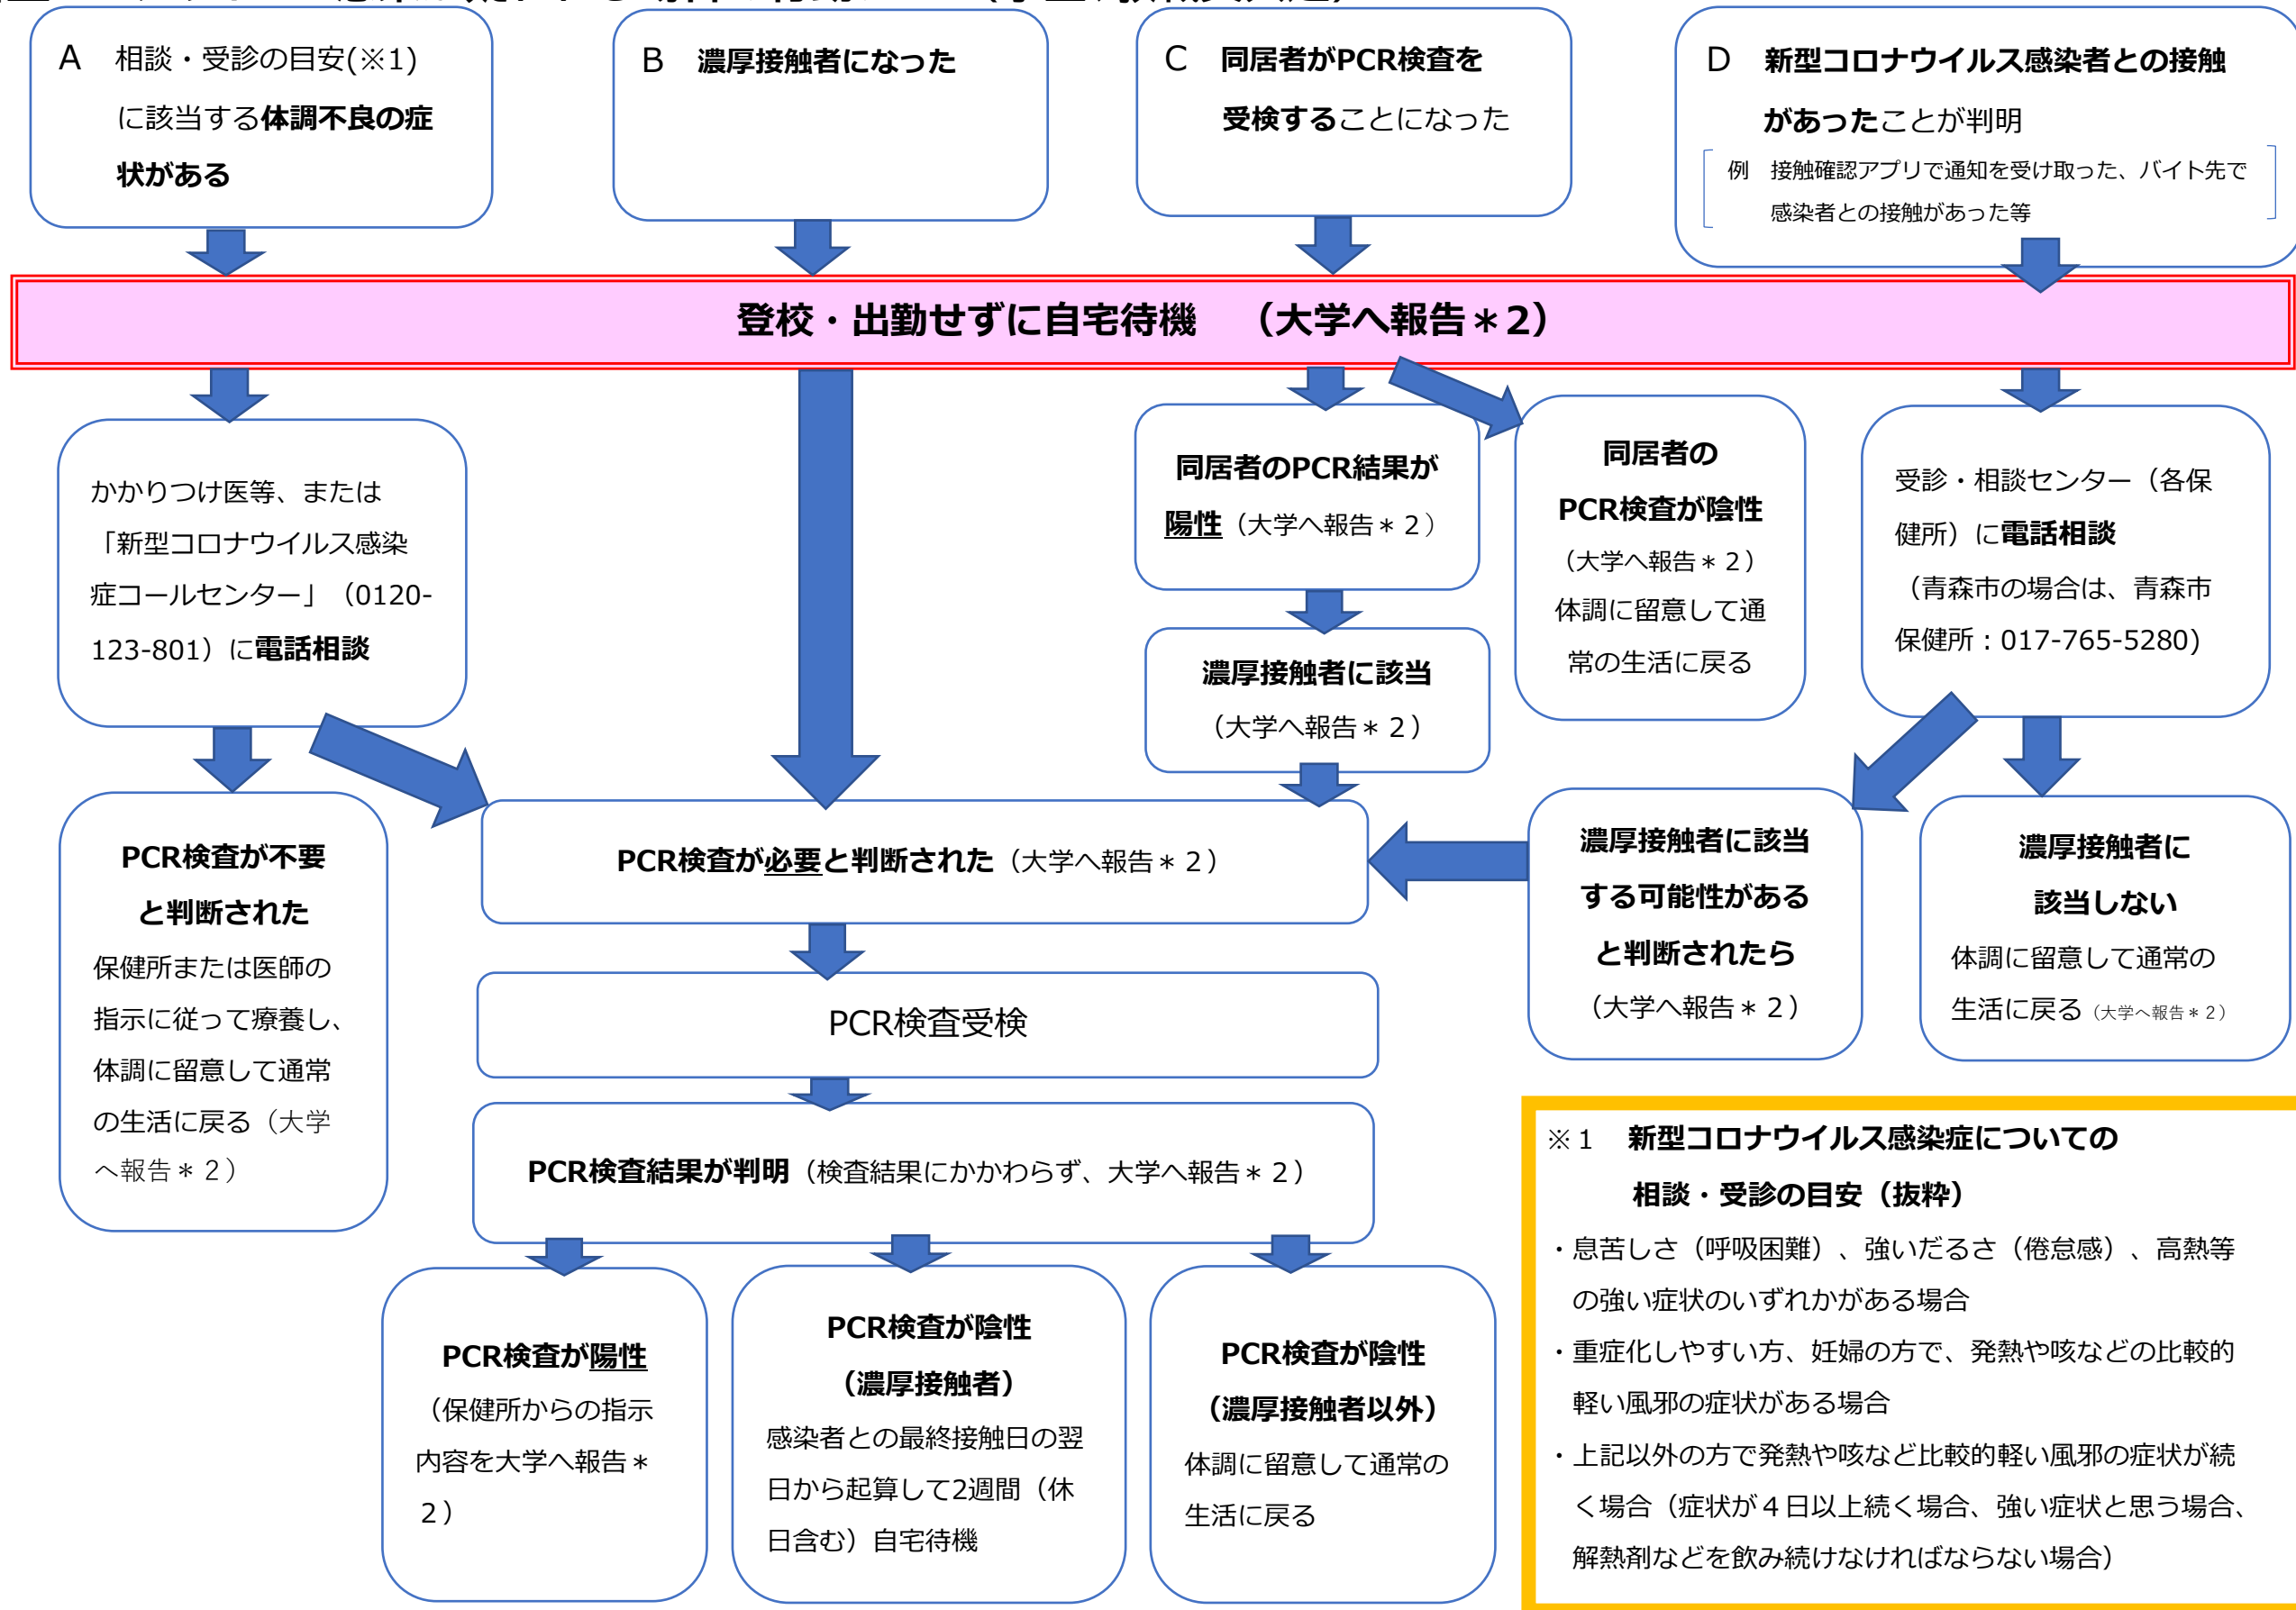 A 相談・受診の目安(※1)
に該当する体調不良の症
状がある
B 濃厚接触者になった
C 同居者がPCR検査を
受検することになった
D 新型コロナウイルス感染者との接触
があったことが判明
例 接触確認アプリで通知を受け取った、バイト先で
感染者との接触があった等
登校・出勤せずに自宅待機 （大学へ報告＊2）
かかりつけ医等、または
「新型コロナウイルス感染
症コールセンター」（0120-
123-801）に電話相談
同居者のPCR結果が
陽性（大学へ報告＊２）
同居者の
PCR検査が陰性
（大学へ報告＊２）
体調に留意して通
常の生活に戻る
受診・相談センター（各保
健所）に電話相談
（青森市の場合は、青森市
保健所：017-765-5280)
濃厚接触者に該当
（大学へ報告＊２）
PCR検査が不要
と判断された
保健所または医師の
指示に従って療養し、
体調に留意して通常
の生活に戻る（大学
へ報告＊２）
PCR検査が必要と判断された（大学へ報告＊２）
濃厚接触者に該当
する可能性がある
と判断されたら
（大学へ報告＊２）
濃厚接触者に
該当しない
体調に留意して通常の
生活に戻る（大学へ報告＊２）
PCR検査受検
PCR検査結果が判明（検査結果にかかわらず、大学へ報告＊２）
PCR検査が陽性
（保健所からの指示
内容を大学へ報告＊
２）
PCR検査が陰性
（濃厚接触者）
感染者との最終接触日の翌
日から起算して2週間（休
日含む）自宅待機
PCR検査が陰性
（濃厚接触者以外）
体調に留意して通常の
生活に戻る
※１ 新型コロナウイルス感染症についての
相談・受診の目安（抜粋）
・息苦しさ（呼吸困難）、強いだるさ（倦怠感）、高熱等
の強い症状のいずれかがある場合
・重症化しやすい方、妊婦の方で、発熱や咳などの比較的
軽い風邪の症状がある場合
・上記以外の方で発熱や咳など比較的軽い風邪の症状が続
く場合（症状が４日以上続く場合、強い症状と思う場合、
解熱剤などを飲み続けなければならない場合）